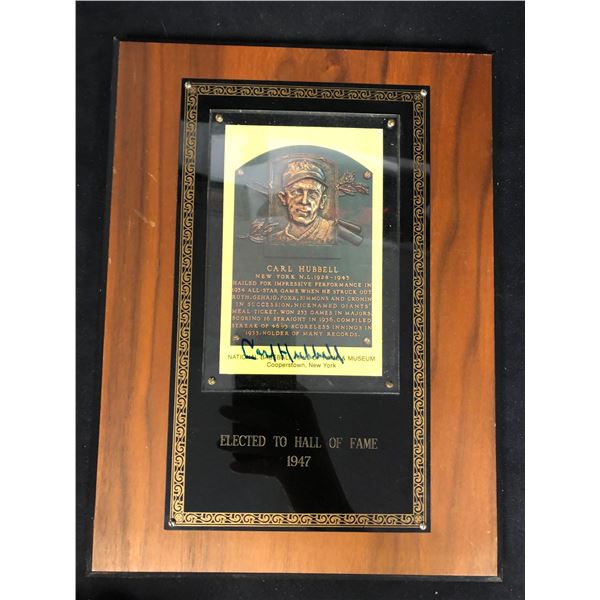 CARL HUBBELL
NEW YORK N.L. 1928-1943
HAILED FOR IMPRESSIVE PERFORMANCE IN
1934 ALL-STAR GAME WHEN HE STRUCK OUT
RUTH, GEHRIG, FOXX, SIMMONS AND CRONIN
IN SUCCESSION. NICKNAMED GIANTS'
MEAL TICKET. WON 253 GAMES IN MAJORS,
SCORING 16 STRAIGHT IN 1936. COMPILED
STREAK OF 46⅓ SCORELESS INNINGS IN
1933. HOLDER OF MANY RECORDS.
Carl Hubbell
NATIONAL BASEBALL & MUSEUM
Cooperstown, New York
ELECTED TO HALL OF FAME
1947